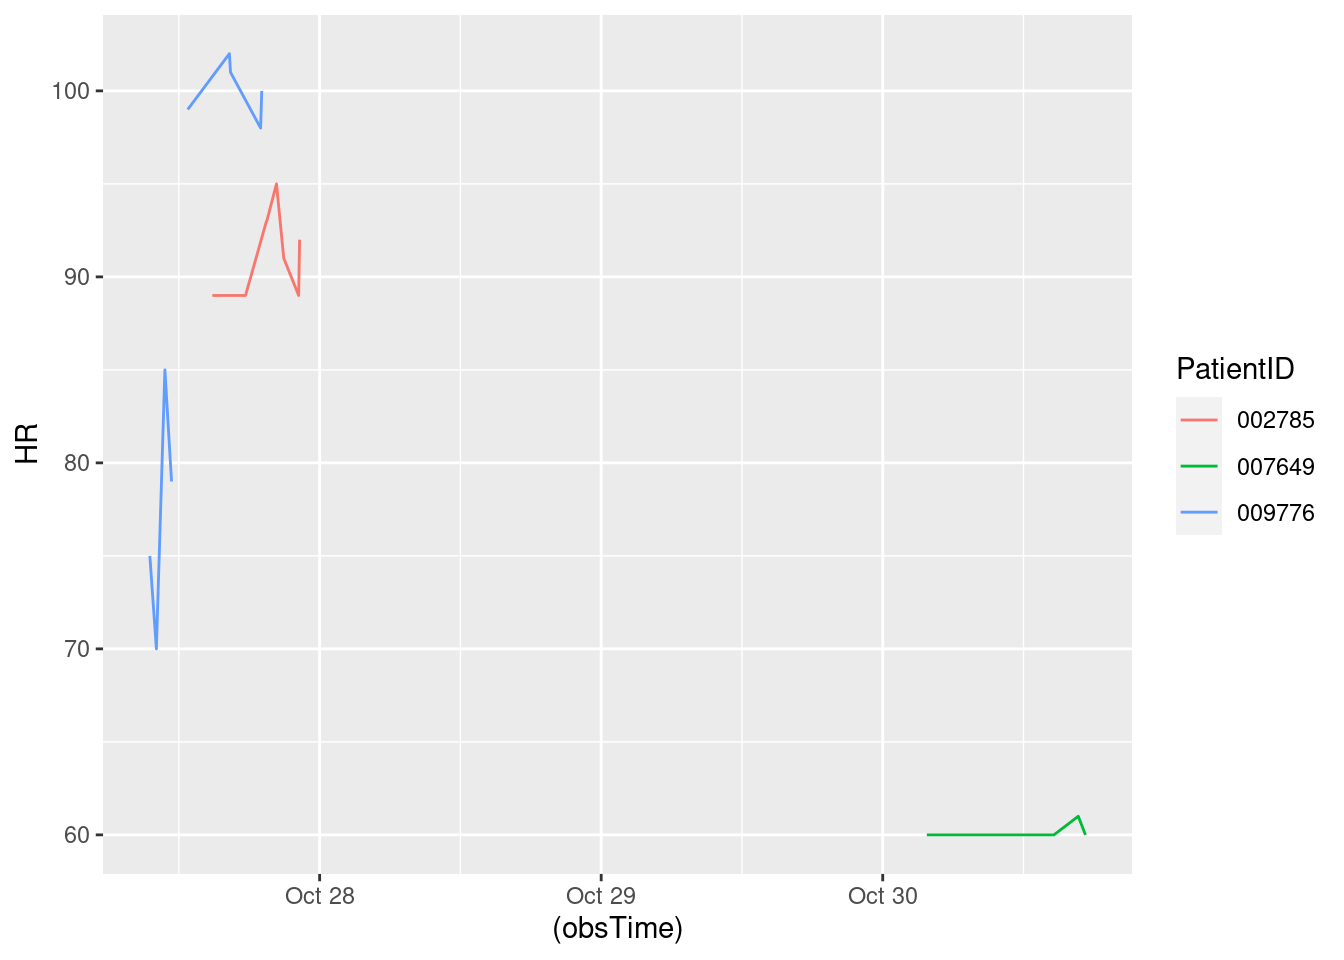 100
90
80
70
60
HR
Oct 28
Oct 29
Oct 30
(obsTime)
PatientID
002785
007649
009776